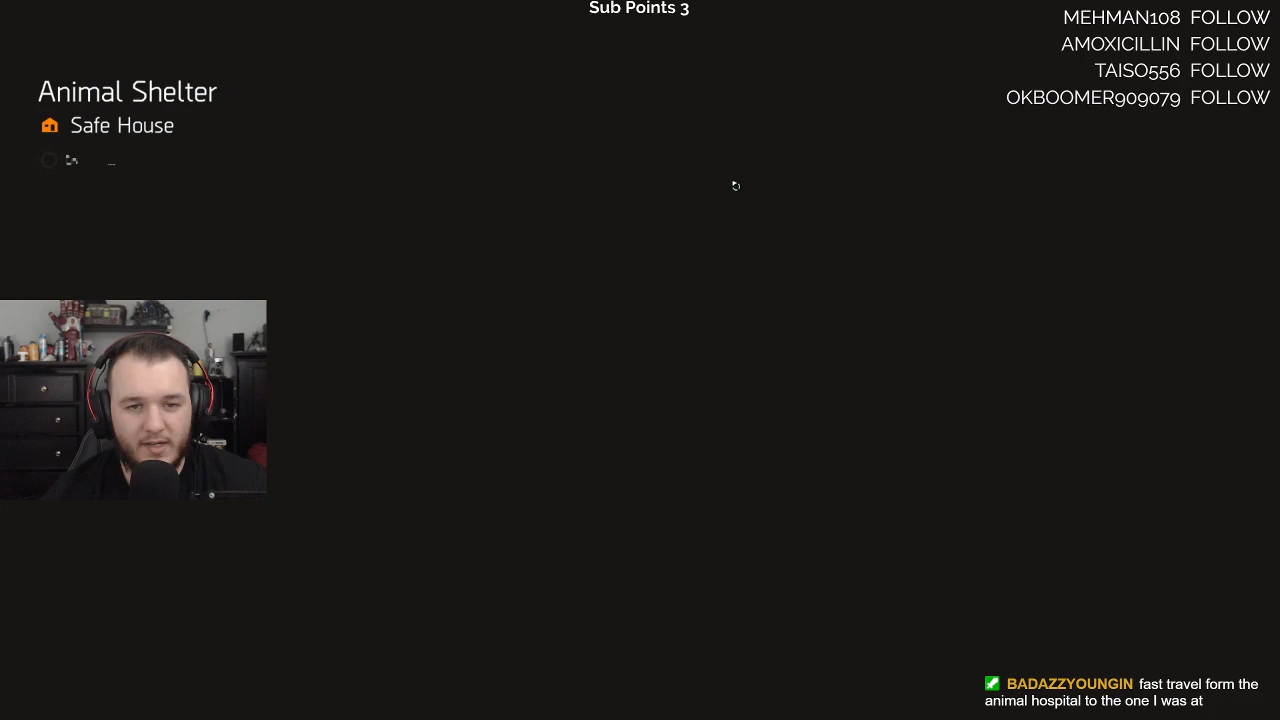 Sub Points 3
MEHMAN108 FOLLOW
AMOXICILLIN FOLLOW
TAISO556 FOLLOW
OKBOOMER909079 FOLLOW
Animal Shelter
Safe House
BADAZZYOUNGIN fast travel form the
animal hospital to the one I was at